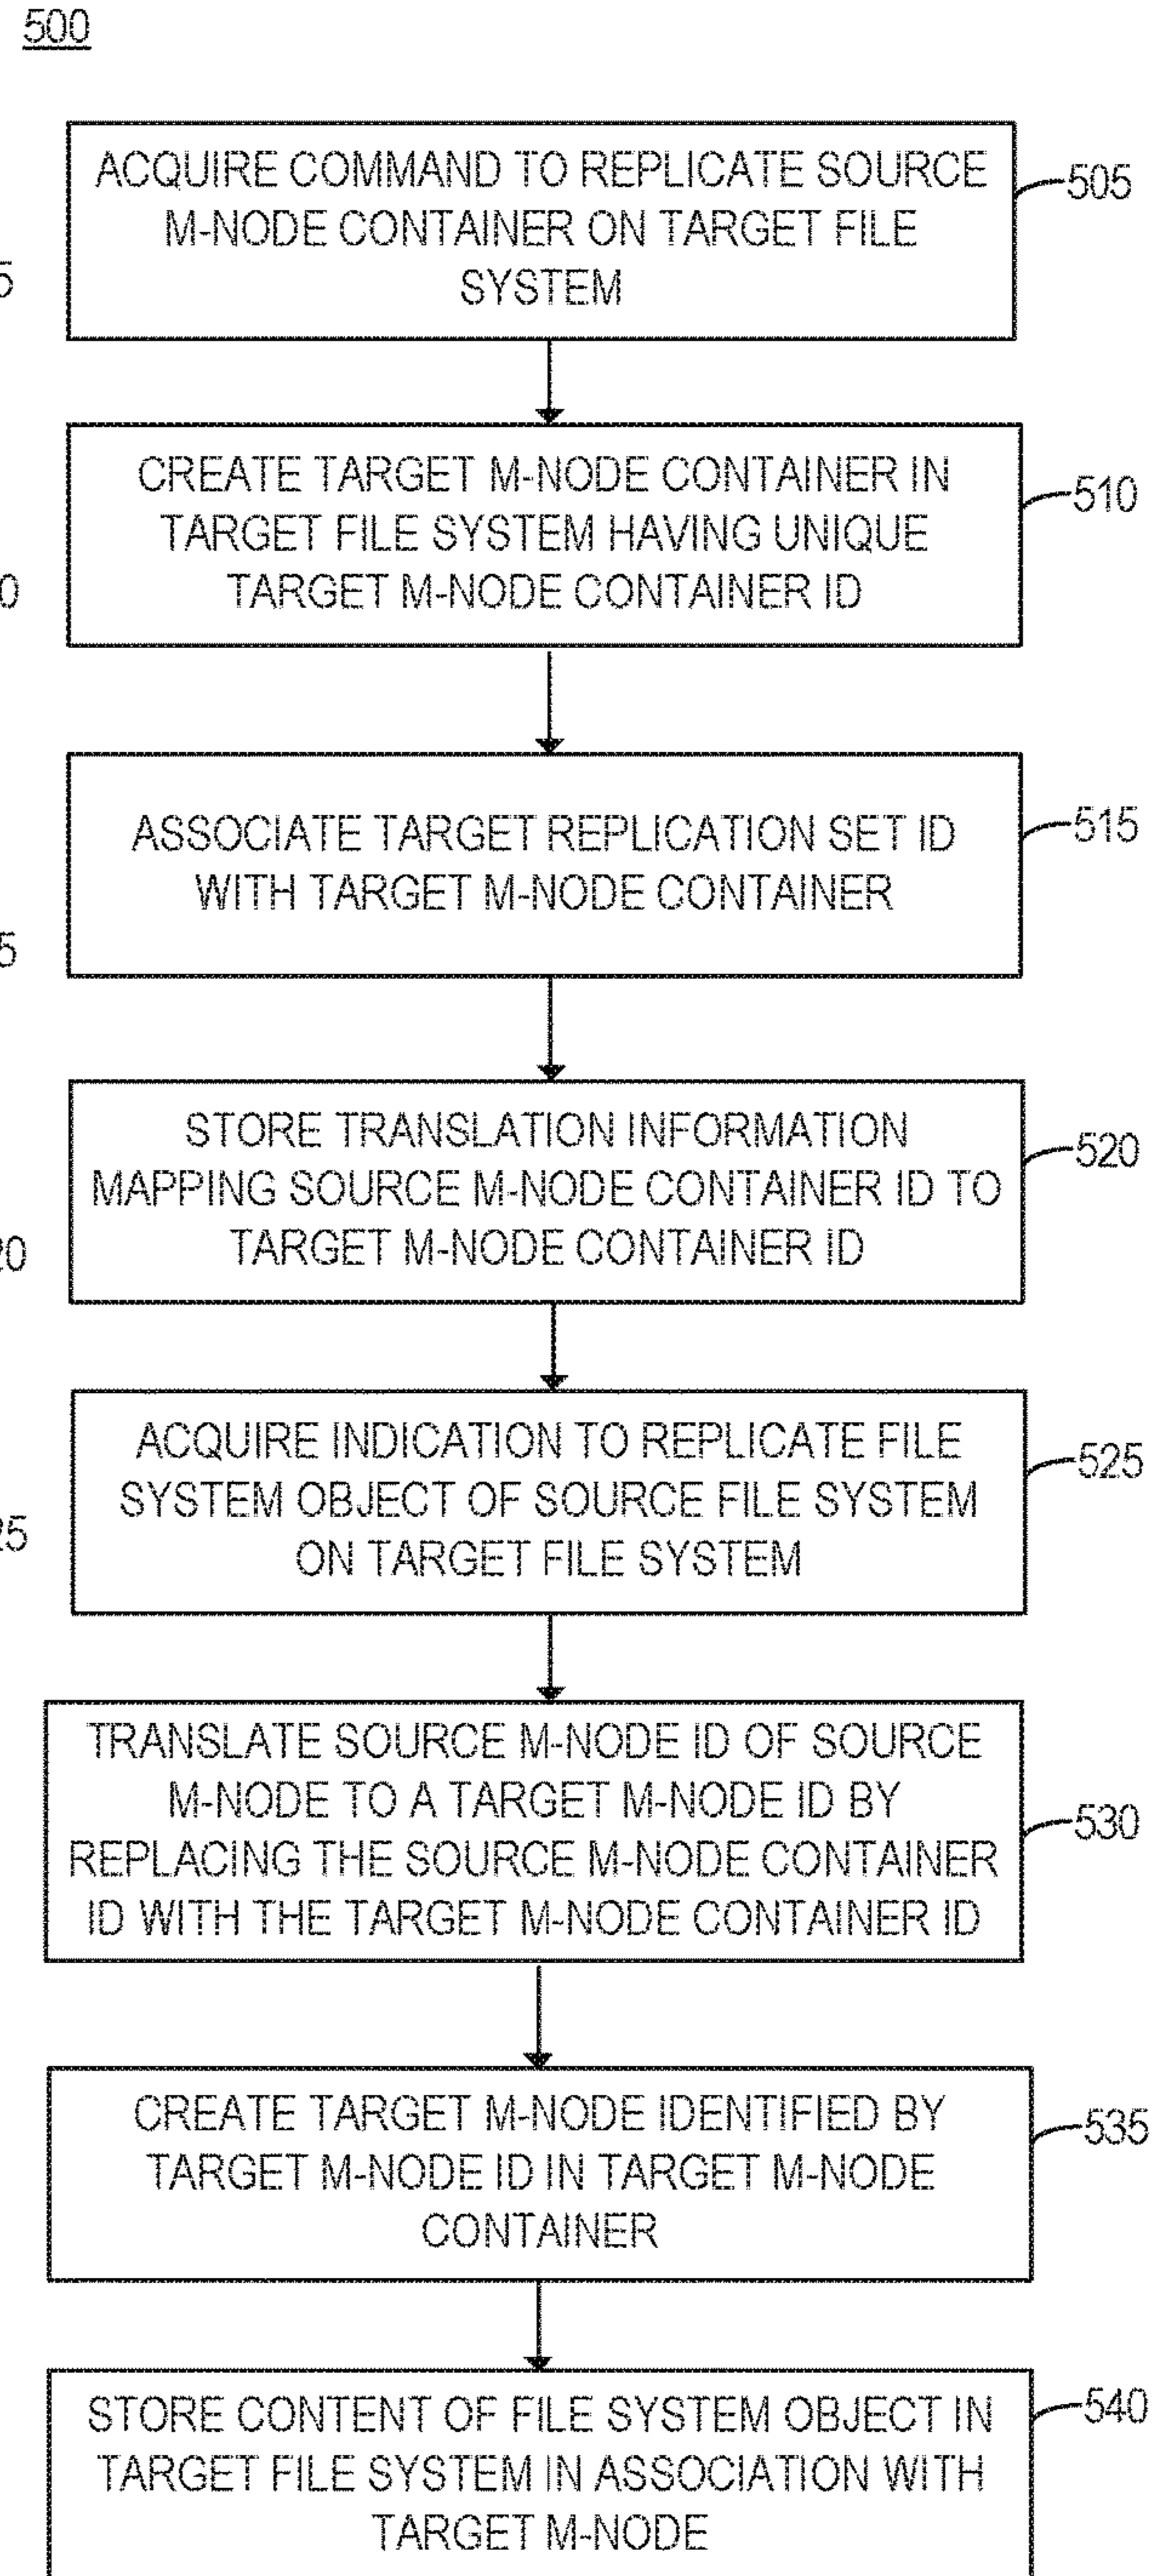 500
ACQUIRE COMMAND TO REPLICATE SOURCE
M-NODE CONTAINER ON TARGET FILE
SYSTEM
505
5
CREATE TARGET M-NODE CONTAINER IN
TARGET FILE SYSTEM HAVING UNIQUE
TARGET M-NODE CONTAINER ID
510
0
ASSOCIATE TARGET REPLICATION SET ID
WITH TARGET M-NODE CONTAINER
515
5
STORE TRANSLATION INFORMATION
MAPPING SOURCE M-NODE CONTAINER ID TO
TARGET M-NODE CONTAINER ID
520
20
ACQUIRE INDICATION TO REPLICATE FILE
SYSTEM OBJECT OF SOURCE FILE SYSTEM
ON TARGET FILE SYSTEM
525
25
TRANSLATE SOURCE M-NODE ID OF SOURCE
M-NODE TO A TARGET M-NODE ID BY
REPLACING THE SOURCE M-NODE CONTAINER
ID WITH THE TARGET M-NODE CONTAINER ID
530
CREATE TARGET M-NODE IDENTIFIED BY
TARGET M-NODE ID IN TARGET M-NODE
CONTAINER
535
STORE CONTENT OF FILE SYSTEM OBJECT IN
TARGET FILE SYSTEM IN ASSOCIATION WITH
TARGET M-NODE
540